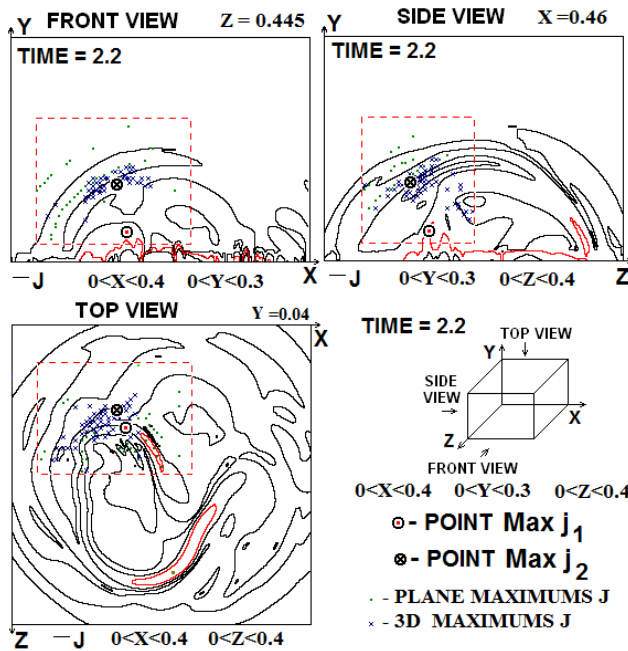 Y FRONT VIEW Z = 0.445
TIME = 2.2
—J 0<X<0.4 0<Y<0.3 X
Y SIDE VIEW X = 0.46
TIME = 2.2
—J 0<Y<0.3 0<Z<0.4 Z
TOP VIEW Y = 0.04
X
Z —J 0<X<0.4 0<Z<0.4
TIME = 2.2
TOP VIEW
Y
SIDE
VIEW
X
Z
FRONT VIEW
0<X<0.4 0<Y<0.3 0<Z<0.4
- POINT Max j1
- POINT Max j2
- PLANE MAXIMUMS J
x - 3D MAXIMUMS J